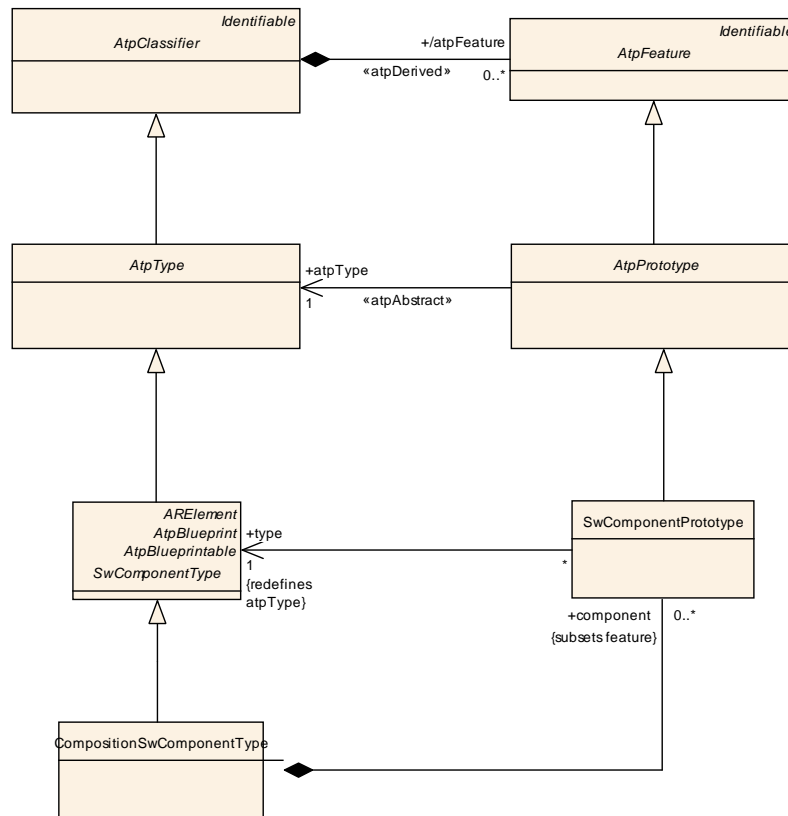 Identifiable
AtpClassifier
+/atpFeature
«atpDerived»
0..*
Identifiable
AtpFeature
AtpType
+atpType
1
«atpAbstract»
AtpPrototype
ARElement
AtpBlueprint
AtpBlueprintable
SwComponentType
+type
1
{redefines
atpType}
*
SwComponentPrototype
+component
0..*
{subsets feature}
CompositionSwComponentType